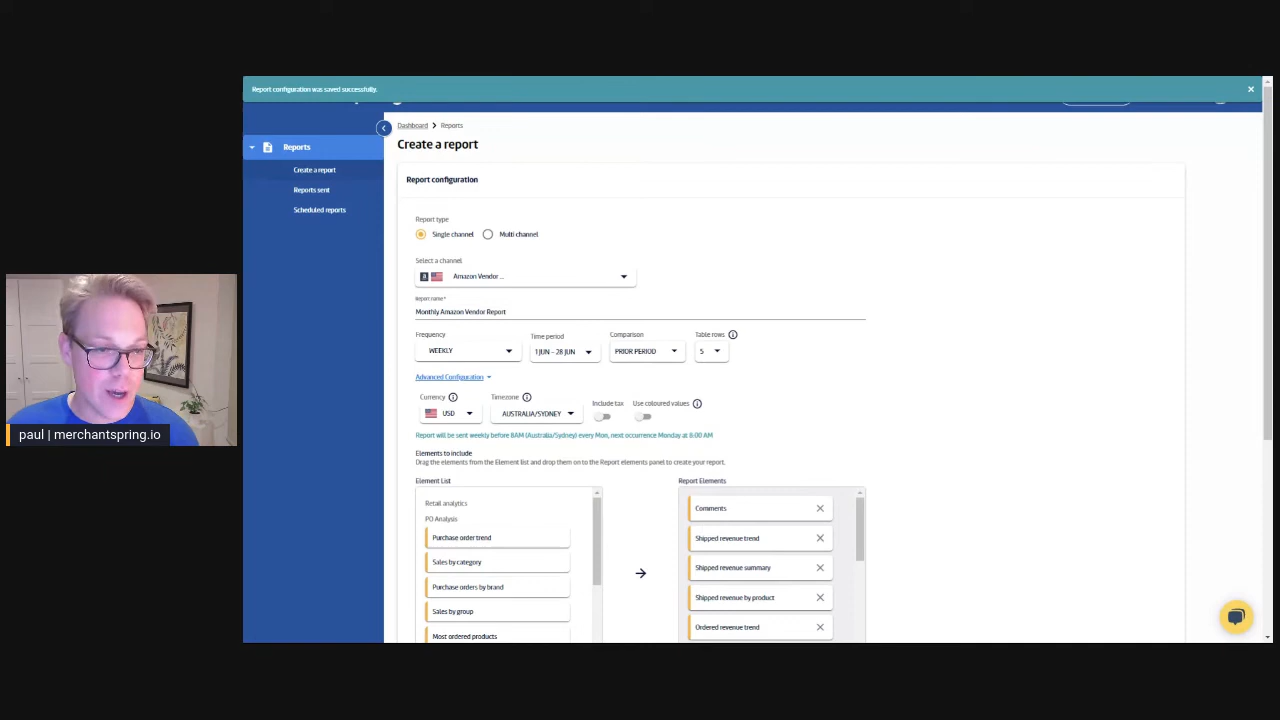 Report configuration was saved successfully.
Dashboard > Reports
Reports
Create a report
Create a report
Reports sent
Scheduled reports
Report configuration
Report type
Single channel
Multi channel
Select a channel
Amazon Vendor ...
Report name*
Monthly Amazon Vendor Report
Frequency
Time period
Comparison
Table rows
WEEKLY
1 JUN - 28 JUN
PRIOR PERIOD
5
Advanced Configuration
Currency
Timezone
Include tax
Use coloured values
USD
AUSTRALIA/SYDNEY
Report will be sent weekly before 8AM (Australia/Sydney) every Mon, next occurrence Monday at 8:00 AM
Elements to include
Drag the elements from the Element list and drop them on to the Report elements panel to create your report.
Element List
Retail analytics
PO Analysis
Purchase order trend
Sales by category
Purchase orders by brand
Sales by group
Most ordered products
Report Elements
Comments
Shipped revenue trend
Shipped revenue summary
Shipped revenue by product
Ordered revenue trend
paul | merchantspring.io